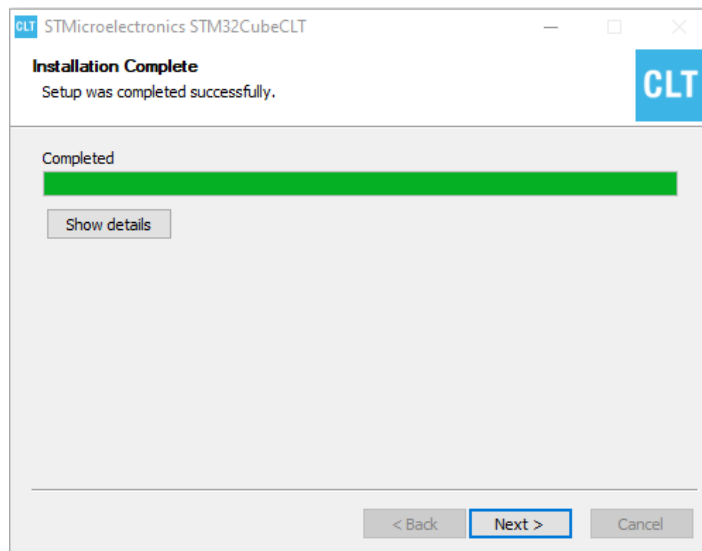 CLT STMicroelectronics STM32CubeCLT
Installation Complete
Setup was completed successfully.
CLT
Completed
Show details
< Back Next > Cancel